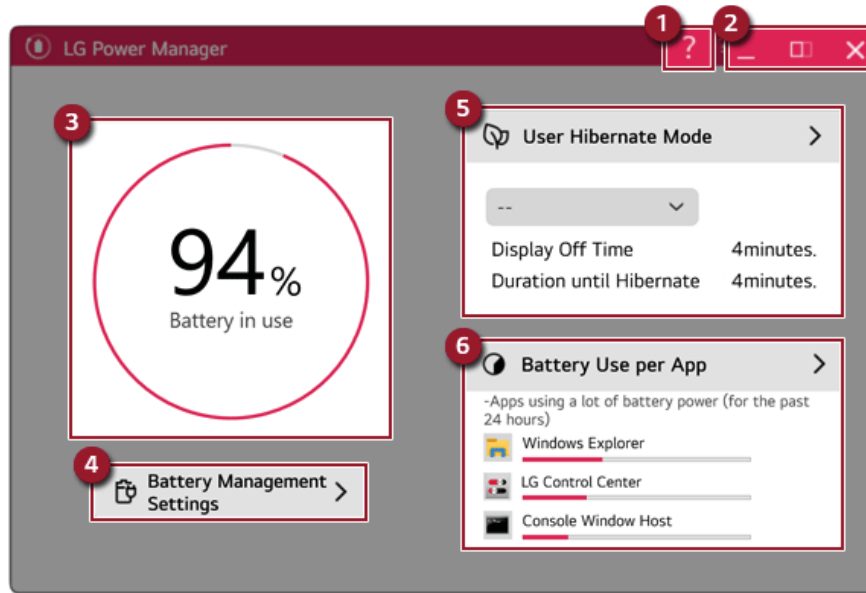 1
2
LG Power Manager
?
3
94%
Battery in use
4
Battery Management
Settings
5
User Hibernate Mode
--
Display Off Time 4minutes.
Duration until Hibernate 4minutes.
6
Battery Use per App
-Apps using a lot of battery power (for the past
24 hours)
Windows Explorer
LG Control Center
Console Window Host